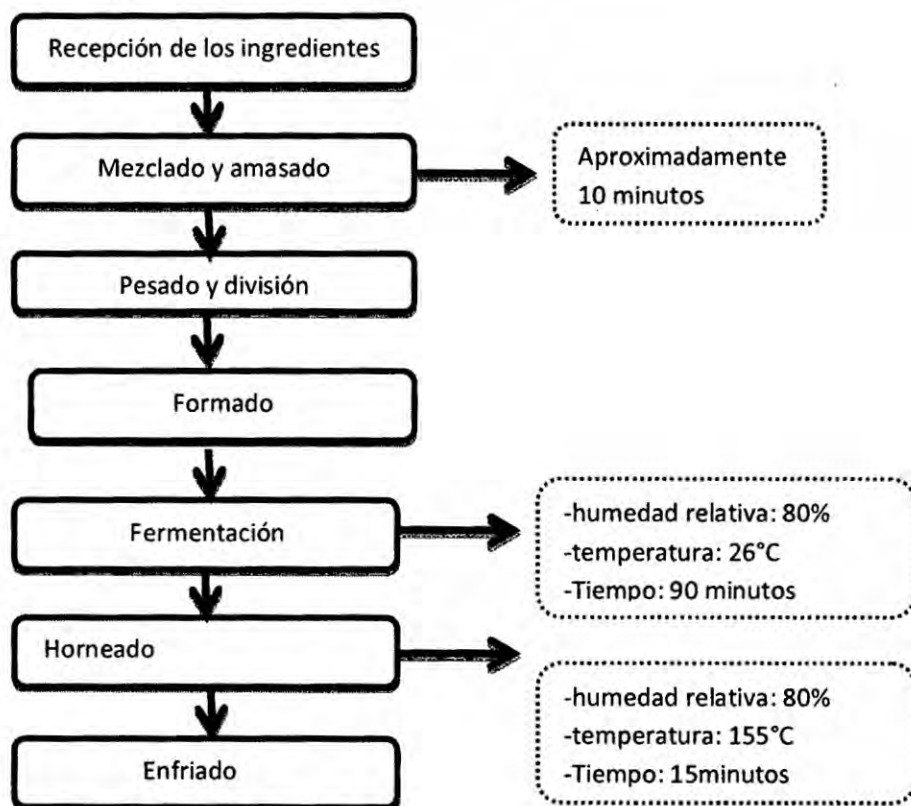 Recepción de los ingredientes
Mezclado y amasado
Aproximadamente
10 minutos
Pesado y división
Formado
Fermentación
-humedad relativa: 80%
-temperatura: 26°C
-Tiempo: 90 minutos
Horneado
-humedad relativa: 80%
-temperatura: 155°C
-Tiempo: 15minutos
Enfriado